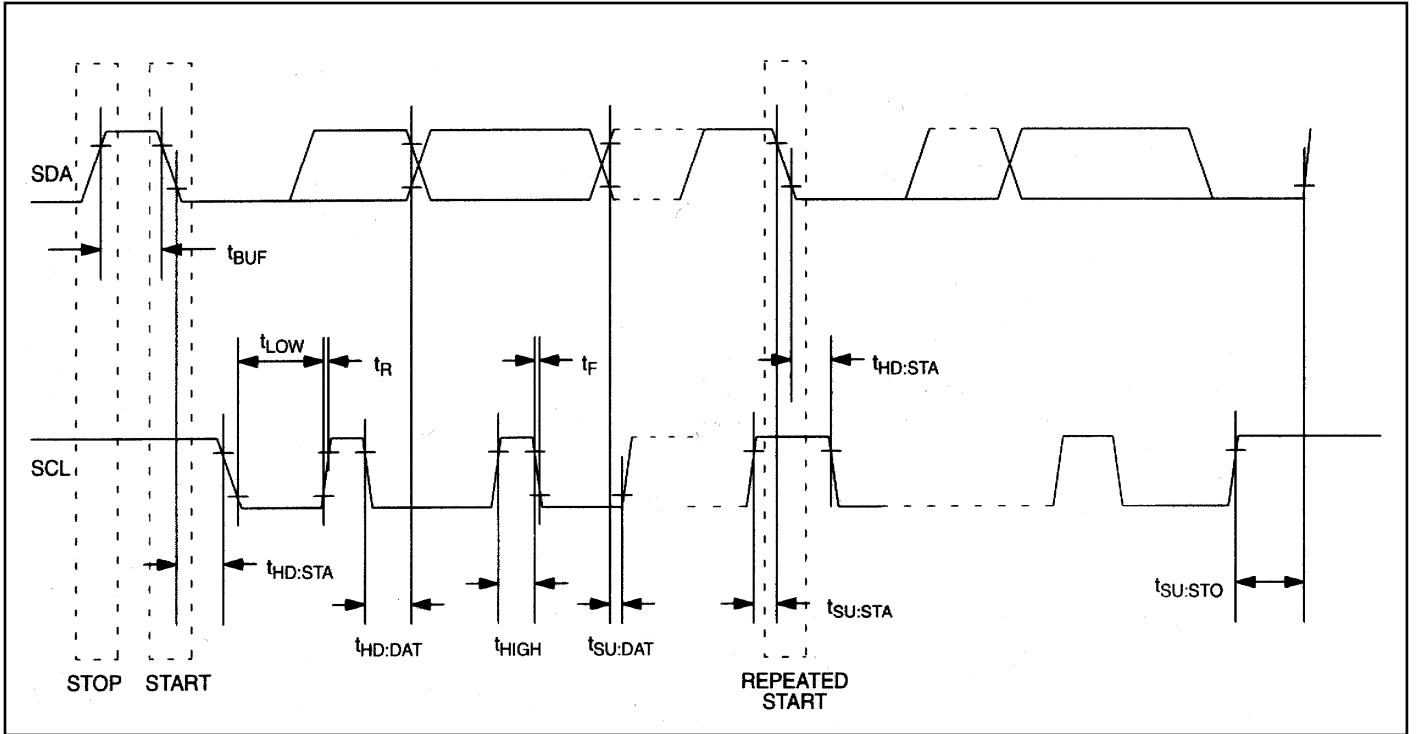 SDA
tBUF
tLOW
tR
tF
tHD:STA
SCL
tHD:STA
tHD:DAT
tHIGH
tSU:DAT
tSU:STA
tSU:STO
STOP
START
REPEATED
START